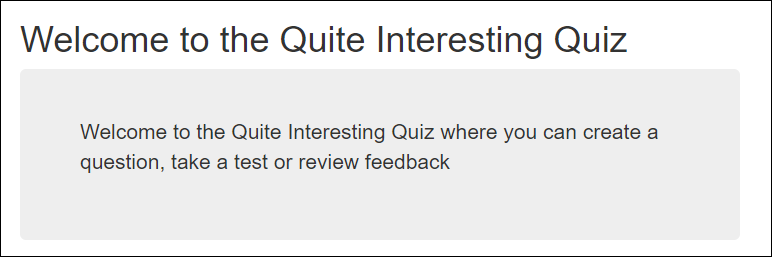 Welcome to the Quite Interesting Quiz
Welcome to the Quite Interesting Quiz where you can create a
question, take a test or review feedback